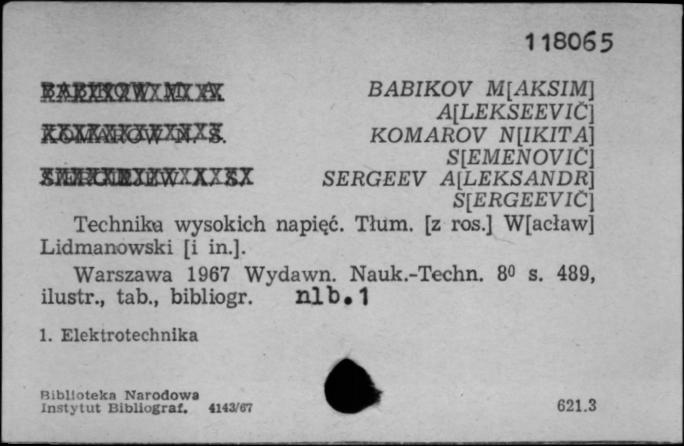 118065
BABIKOW M. A. BABIKOV M[AKSIM]
A[LEKSEEVIČ]
KOMAROW N. S. KOMAROV N[IKITA]
S[EMENOVIČ]
SERGEEV A[LEKSANDR]
S[ERGEEVIČ]
Technika wysokich napięć. Tłum. [z ros.] W[acław]
Lidmanowski [i in.].
Warszawa 1967 Wydawn. Nauk.-Techn. 8⁰ s. 489,
ilustr., tab., bibliogr. nlb.1
1. Elektrotechnika
Biblioteka Narodowa
Instytut Bibliograf. 4143/67 621.3